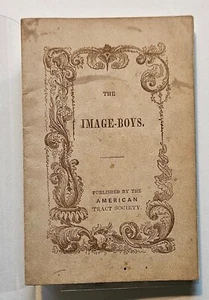 THE
IMAGE-BOYS.
PUBLISHED BY THE
AMERICAN
TRACT SOCIETY.